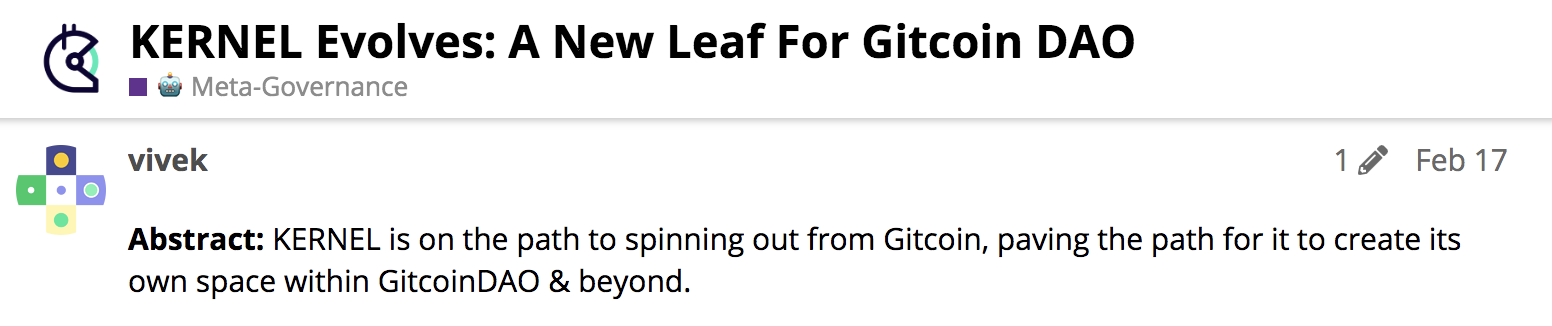 KERNEL Evolves: A New Leaf For Gitcoin DAO
Meta-Governance
vivek
1 Feb 17
Abstract: KERNEL is on the path to spinning out from Gitcoin, paving the path for it to create its
own space within GitcoinDAO & beyond.